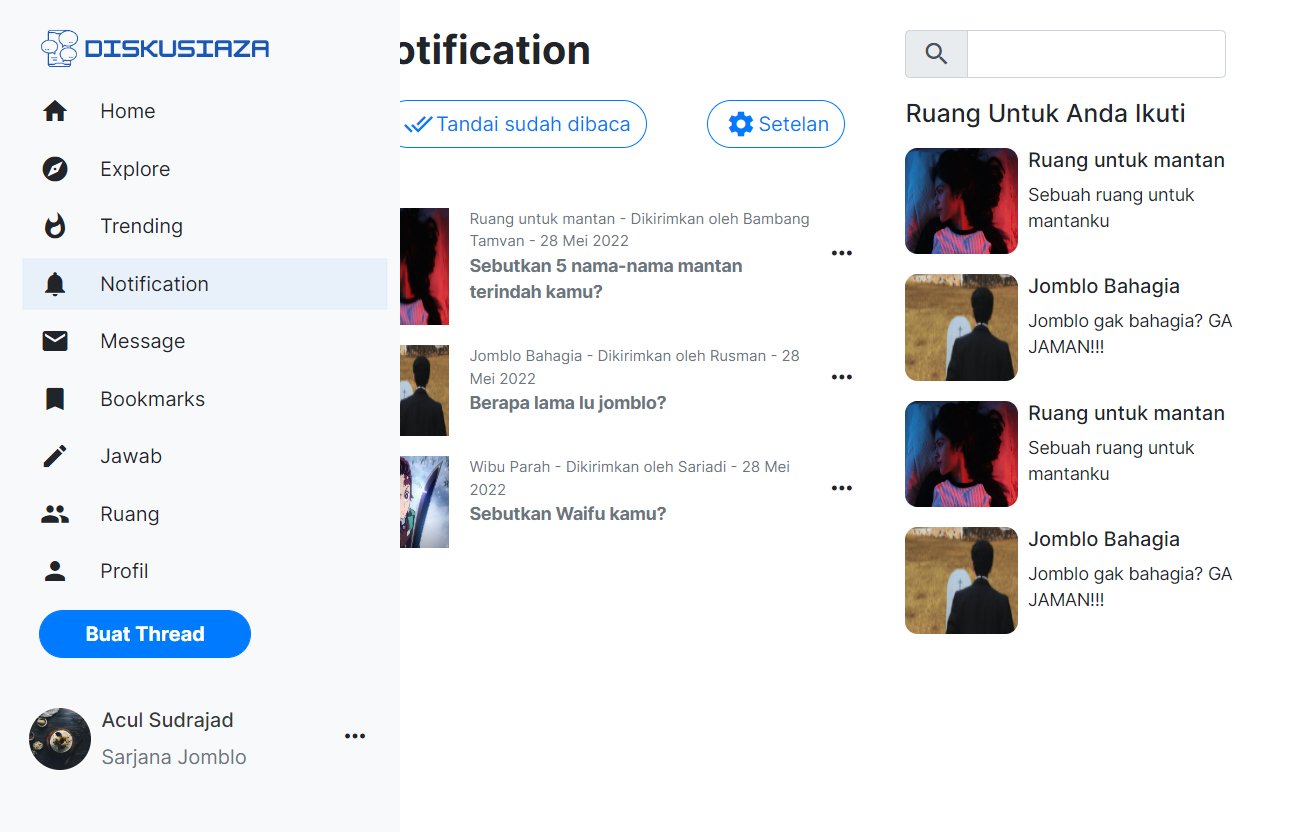 DISKUSIAZA
Home
Explore
Trending
Notification
Message
Bookmarks
Jawab
Ruang
Profil
Buat Thread
Acul Sudrajad
Sarjana Jomblo
otification
Tandai sudah dibaca
Setelan
Ruang untuk mantan - Dikirimkan oleh Bambang
Tamvan - 28 Mei 2022
Sebutkan 5 nama-nama mantan
terindah kamu?
Jomblo Bahagia - Dikirimkan oleh Rusman - 28
Mei 2022
Berapa lama lu jomblo?
Wibu Parah - Dikirimkan oleh Sariadi - 28 Mei
2022
Sebutkan Waifu kamu?
Ruang Untuk Anda Ikuti
Ruang untuk mantan
Sebuah ruang untuk
mantanku
Jomblo Bahagia
Jomblo gak bahagia? GA
JAMAN!!!
Ruang untuk mantan
Sebuah ruang untuk
mantanku
Jomblo Bahagia
Jomblo gak bahagia? GA
JAMAN!!!